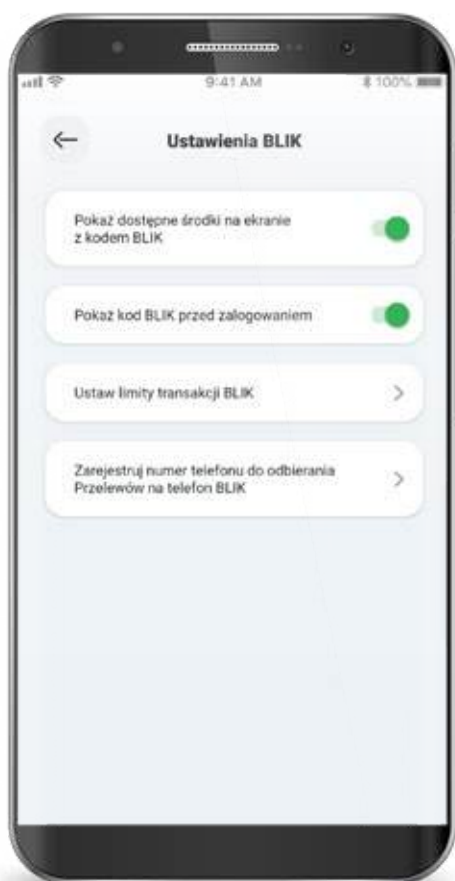 9:41 AM
100%
Ustawienia BLIK
Pokaż dostępne środki na ekranie
z kodem BLIK
Pokaż kod BLIK przed zalogowaniem
Ustaw limity transakcji BLIK
Zarejestruj numer telefonu do odbierania
Przelewów na telefon BLIK